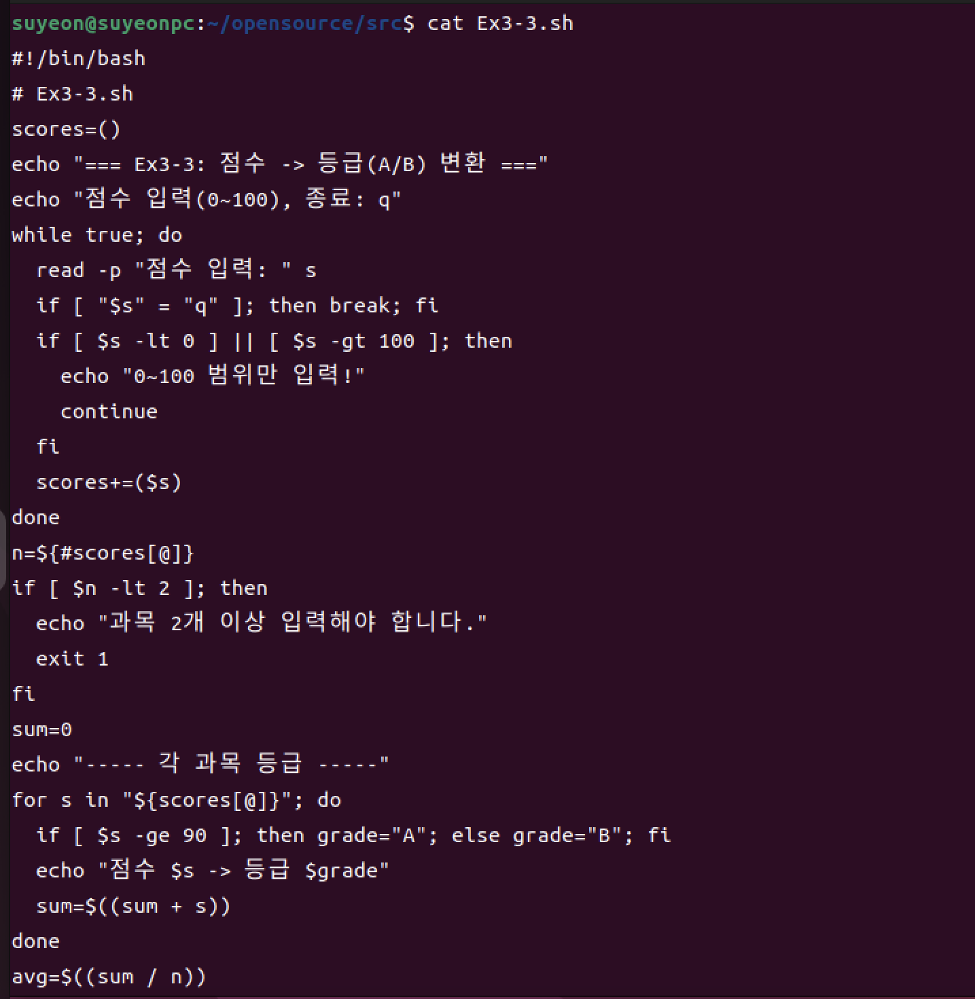 suyeon@suyeonpc:~/opensource/src$ cat Ex3-3.sh
#!/bin/bash
# Ex3-3.sh
scores=()
echo "=== Ex3-3: 점수 -> 등급(A/B) 변환 ==="
echo "점수 입력(0~100), 종료: q"
while true; do
  read -p "점수 입력: " s
  if [ "$s" = "q" ]; then break; fi
  if [ $s -lt 0 ] || [ $s -gt 100 ]; then
    echo "0~100 범위만 입력!"
    continue
  fi
  scores+=($s)
done
n=${#scores[@]}
if [ $n -lt 2 ]; then
  echo "과목 2개 이상 입력해야 합니다."
  exit 1
fi
sum=0
echo "----- 각 과목 등급 -----"
for s in "${scores[@]}"; do
  if [ $s -ge 90 ]; then grade="A"; else grade="B"; fi
  echo "점수 $s -> 등급 $grade"
  sum=$((sum + s))
done
avg=$((sum / n))